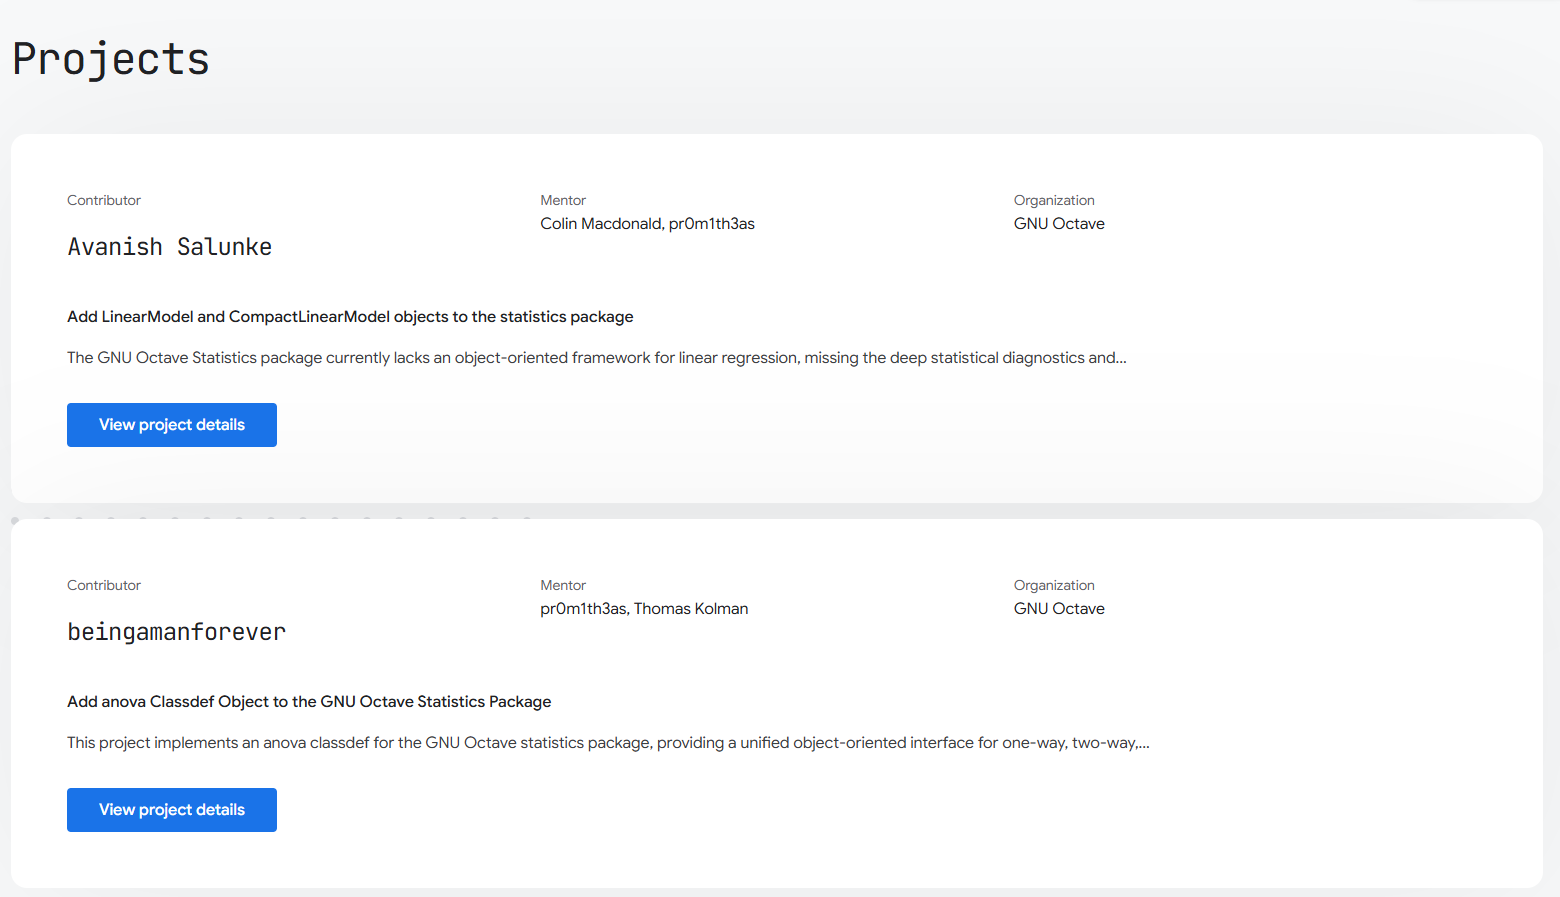 Projects
Contributor
Mentor
Organization
Colin Macdonald, pr0m1th3as
GNU Octave
Avanish Salunke
Add LinearModel and CompactLinearModel objects to the statistics package
The GNU Octave Statistics package currently lacks an object-oriented framework for linear regression, missing the deep statistical diagnostics and...
View project details
Contributor
Mentor
Organization
pr0m1th3as, Thomas Kolman
GNU Octave
beingamanforever
Add anova Classdef Object to the GNU Octave Statistics Package
This project implements an anova classdef for the GNU Octave statistics package, providing a unified object-oriented interface for one-way, two-way,...
View project details